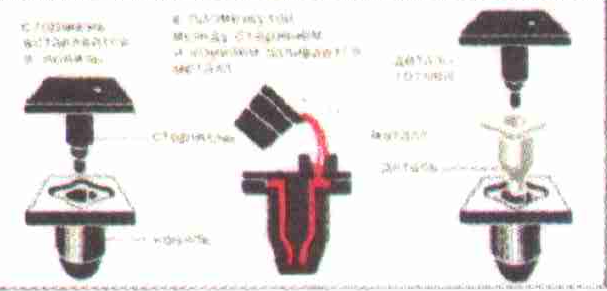 стержень
вставляется
в кокиль
в промежуток
между стержнем
и кокилем заливается
металл
деталь
готова
стержень
металл
деталь
кокиль